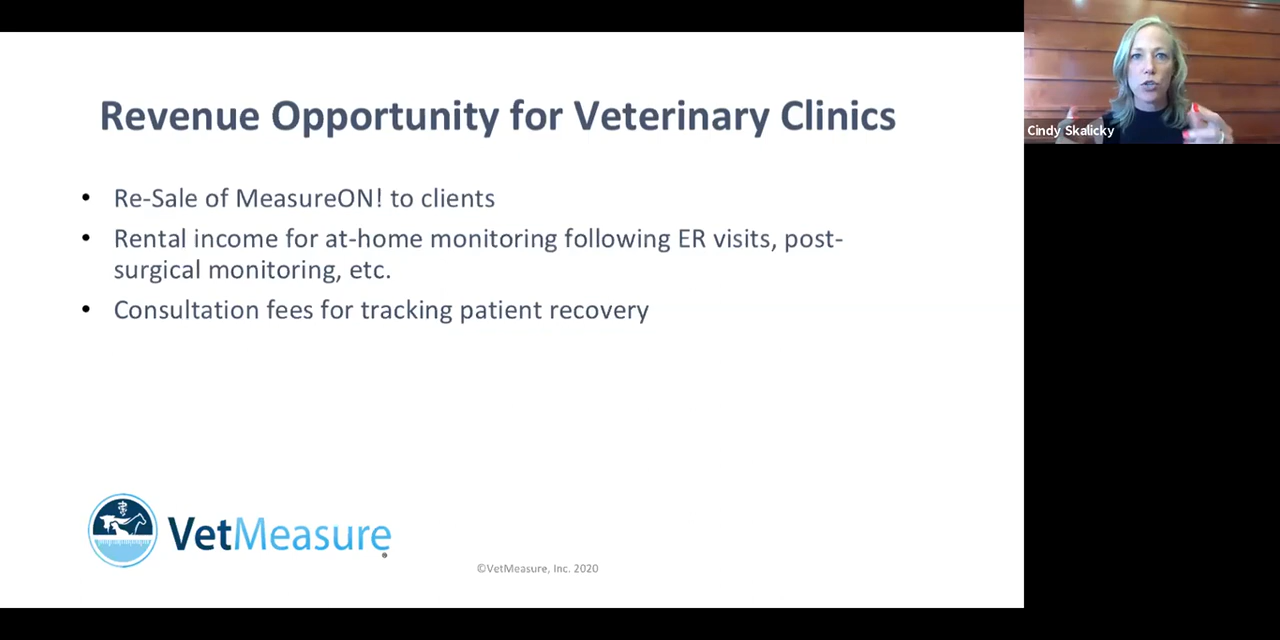 Revenue Opportunity for Veterinary Clinics
• Re-Sale of MeasureON! to clients
• Rental income for at-home monitoring following ER visits, post-
surgical monitoring, etc.
• Consultation fees for tracking patient recovery
VetMeasure®
©VetMeasure, Inc. 2020
Cindy Skalicky